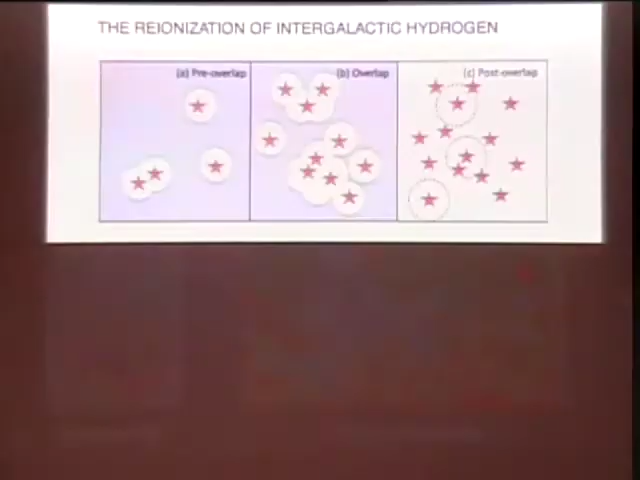 THE REIONIZATION OF INTERGALACTIC HYDROGEN
(a) Pre-overlap
(b) Overlap
(c) Post-overlap